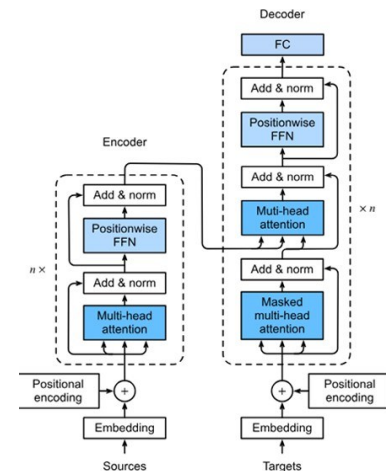 Decoder
FC
Add & norm
Positionwise
FFN
Add & norm
Muti-head
attention
× n
Add & norm
Masked
multi-head
attention
Positional
encoding
Embedding
Targets
Encoder
Add & norm
Positionwise
FFN
n ×
Add & norm
Multi-head
attention
Positional
encoding
Embedding
Sources